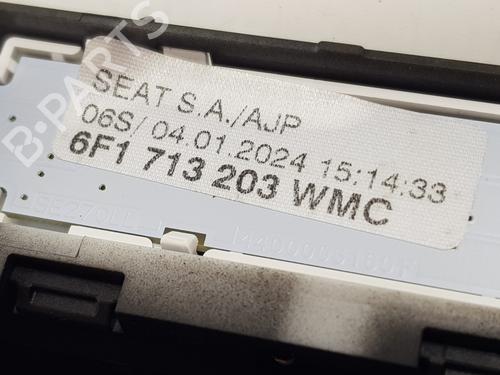 B-PARTS
SEAT S.A./AJP
06S/04.01.2024 15:14:33
6F1 713 203 WMC